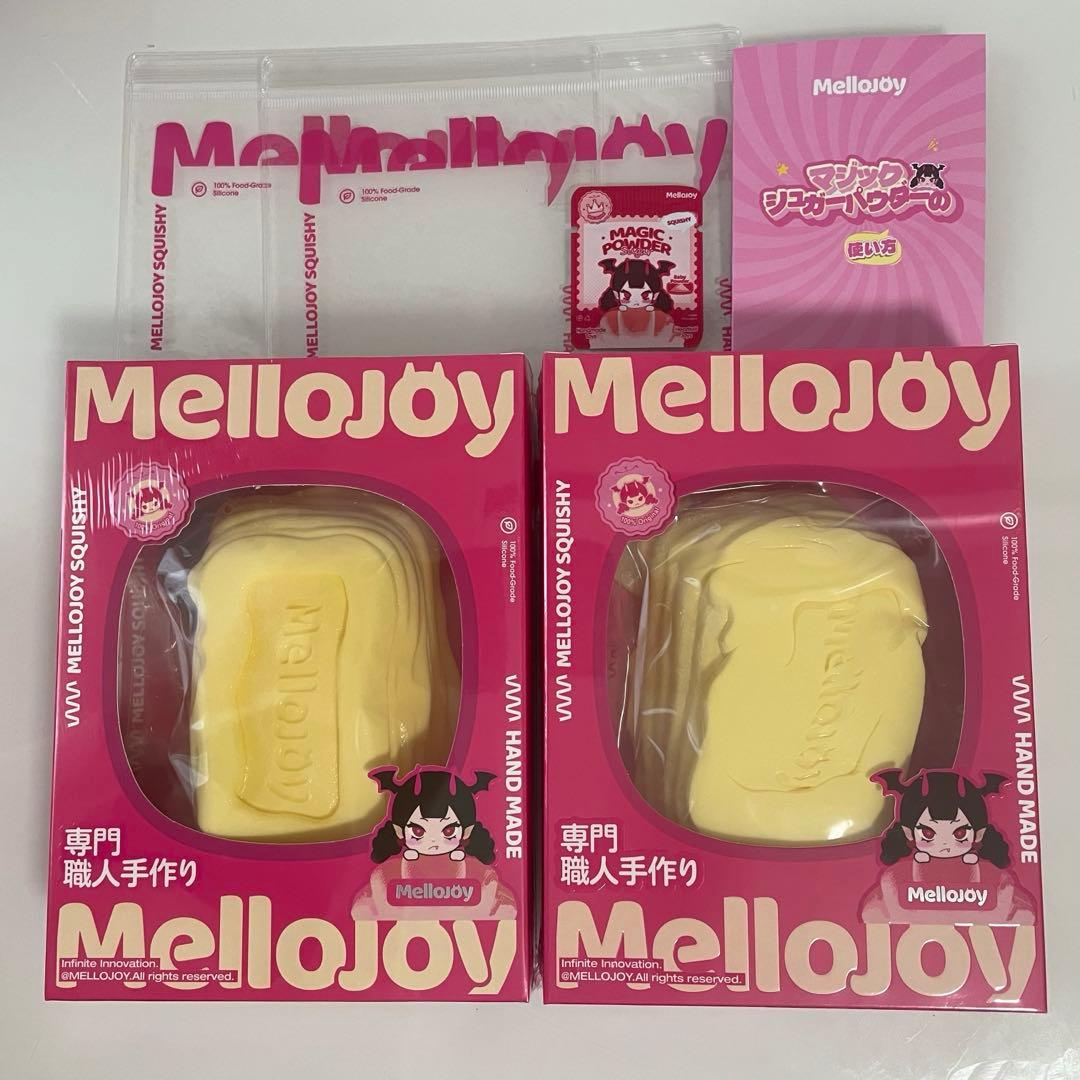 MelloJoy
MelloJoy
100% Food-Grade
Silicone
100% Food-Grade
Silicone
MELLOJOY SQUISHY
MELLOJOY SQUISHY
HAND
MelloJoy
SQUISHY
MAGIC
POWDER
Baby
MelloJoy
マジック
シュガーパウダーの
使い方
MelloJoy
100% Original
MELLOJOY SQUISHY
100% Food-Grade
Silicone
MelloJoy
HAND MADE
専門
職人手作り
MelloJoy
MelloJoy
Infinite Innovation.
@MELLOJOY.All rights reserved.
MelloJoy
100% Original
MELLOJOY SQUISHY
100% Food-Grade
Silicone
MelloJoy
HAND MADE
専門
職人手作り
MelloJoy
MelloJoy
Infinite Innovation.
@MELLOJOY.All rights reserved.